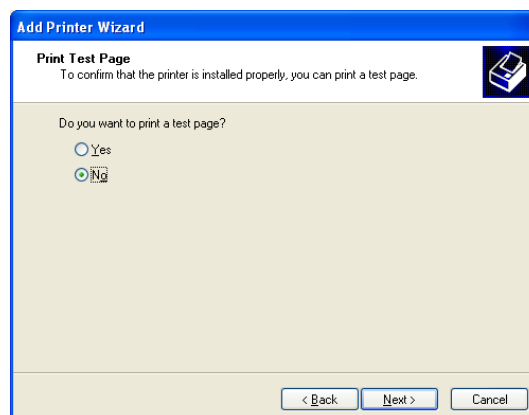 Add Printer Wizard
Print Test Page
To confirm that the printer is installed properly, you can print a test page.
Do you want to print a test page?
Yes
No
< Back
Next >
Cancel